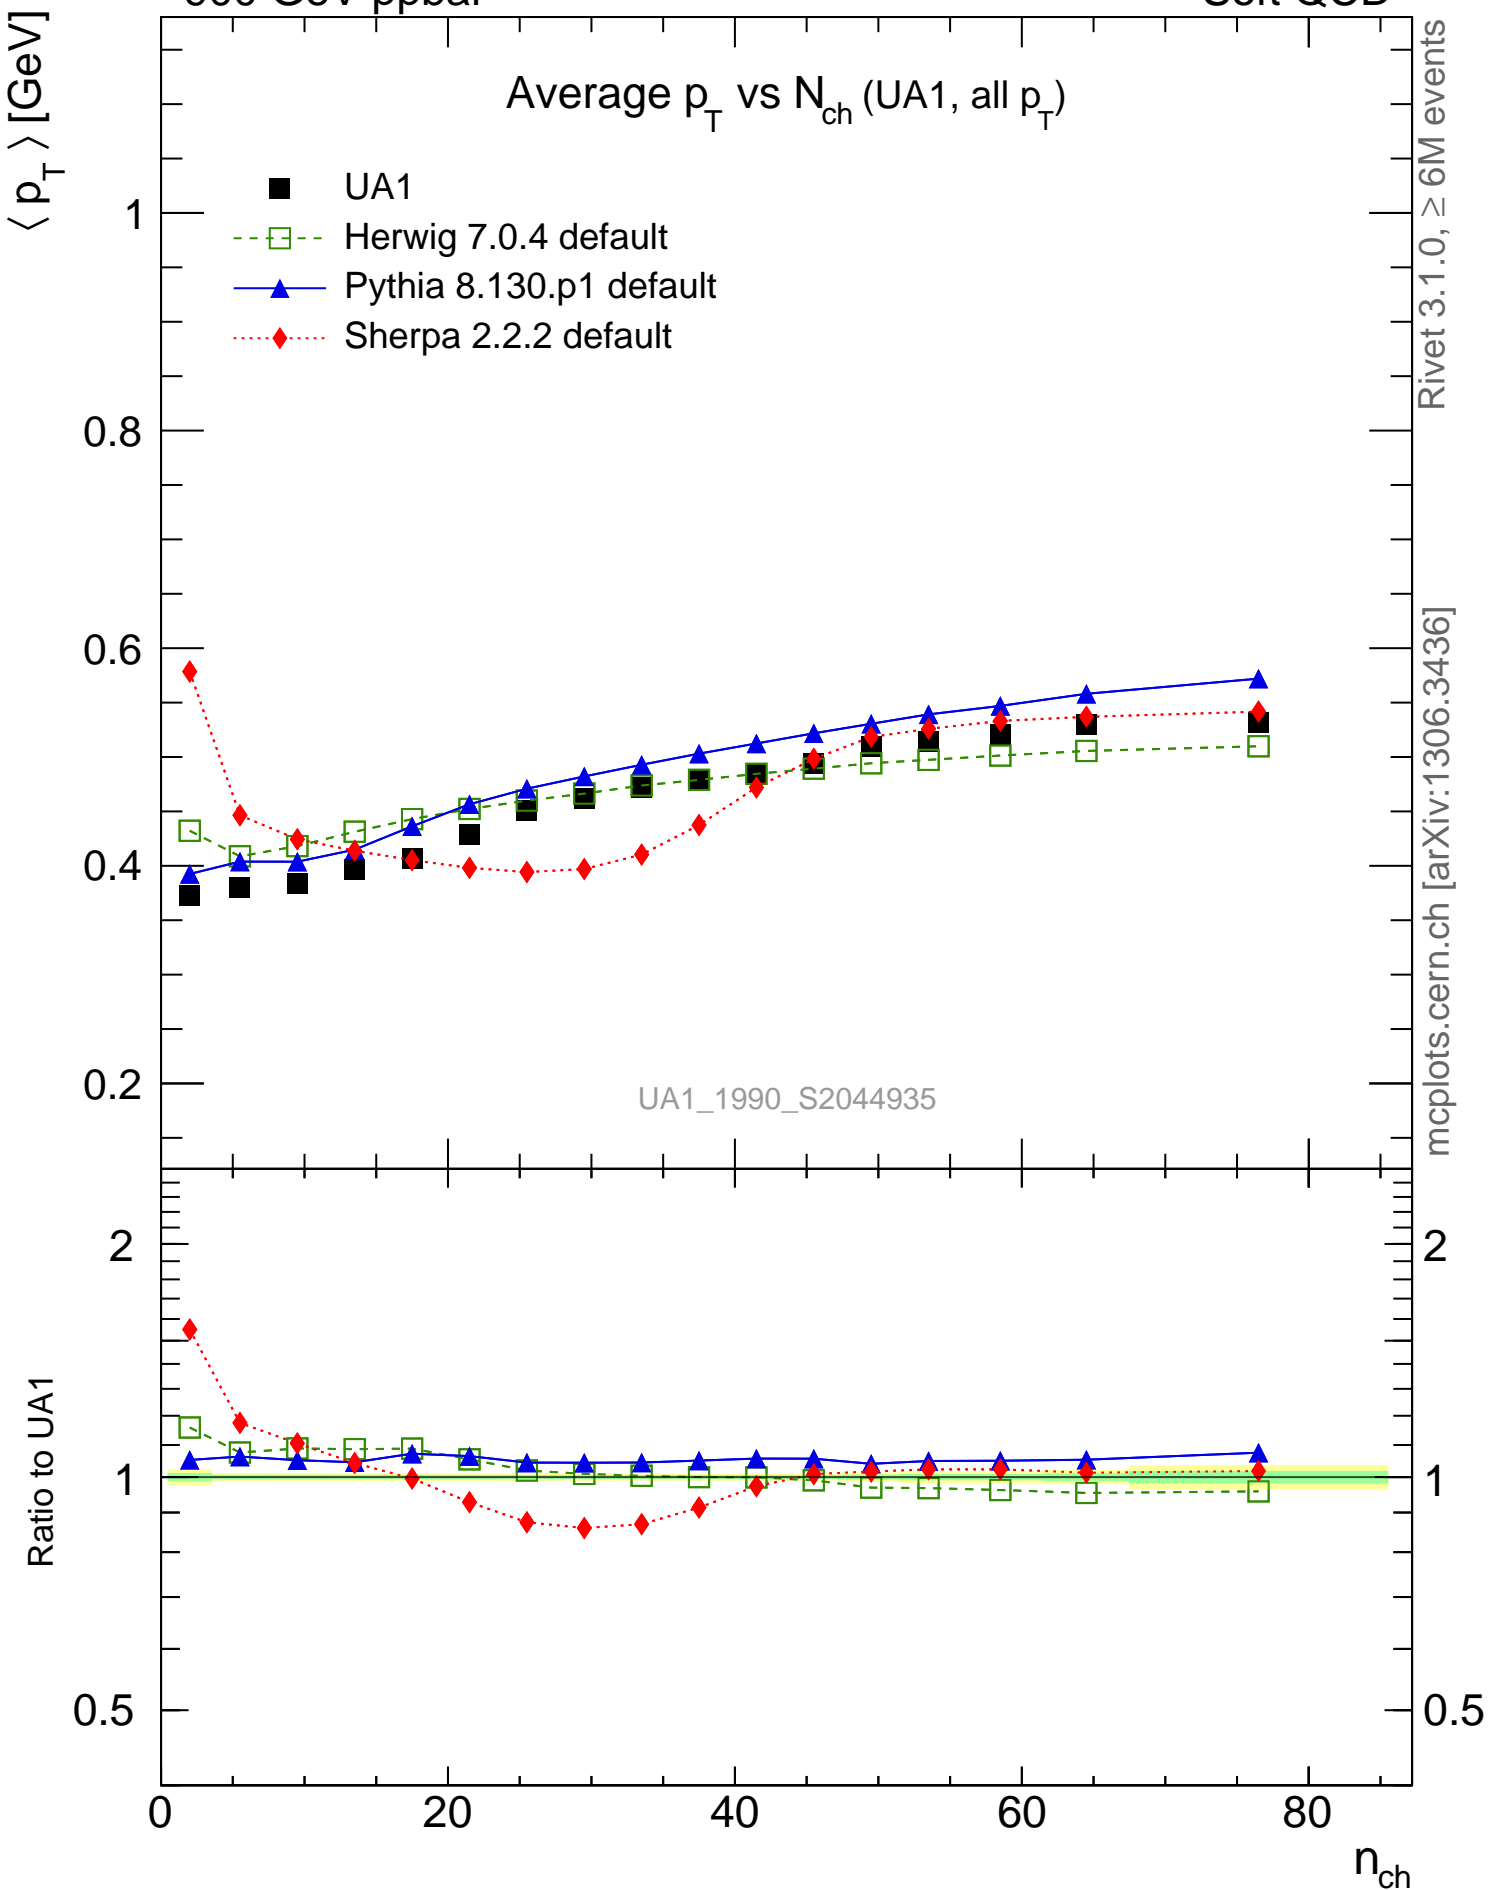 ⟨ p_T ⟩ [GeV]
Average p_T vs N_ch (UA1, all p_T)
UA1
Herwig 7.0.4 default
Pythia 8.130.p1 default
Sherpa 2.2.2 default
1
0.8
0.6
0.4
0.2
UA1_1990_S2044935
Rivet 3.1.0, ≥ 6M events
mcplots.cern.ch [arXiv:1306.3436]
Ratio to UA1
2
1
0.5
2
1
0.5
0 20 40 60 80
n_ch